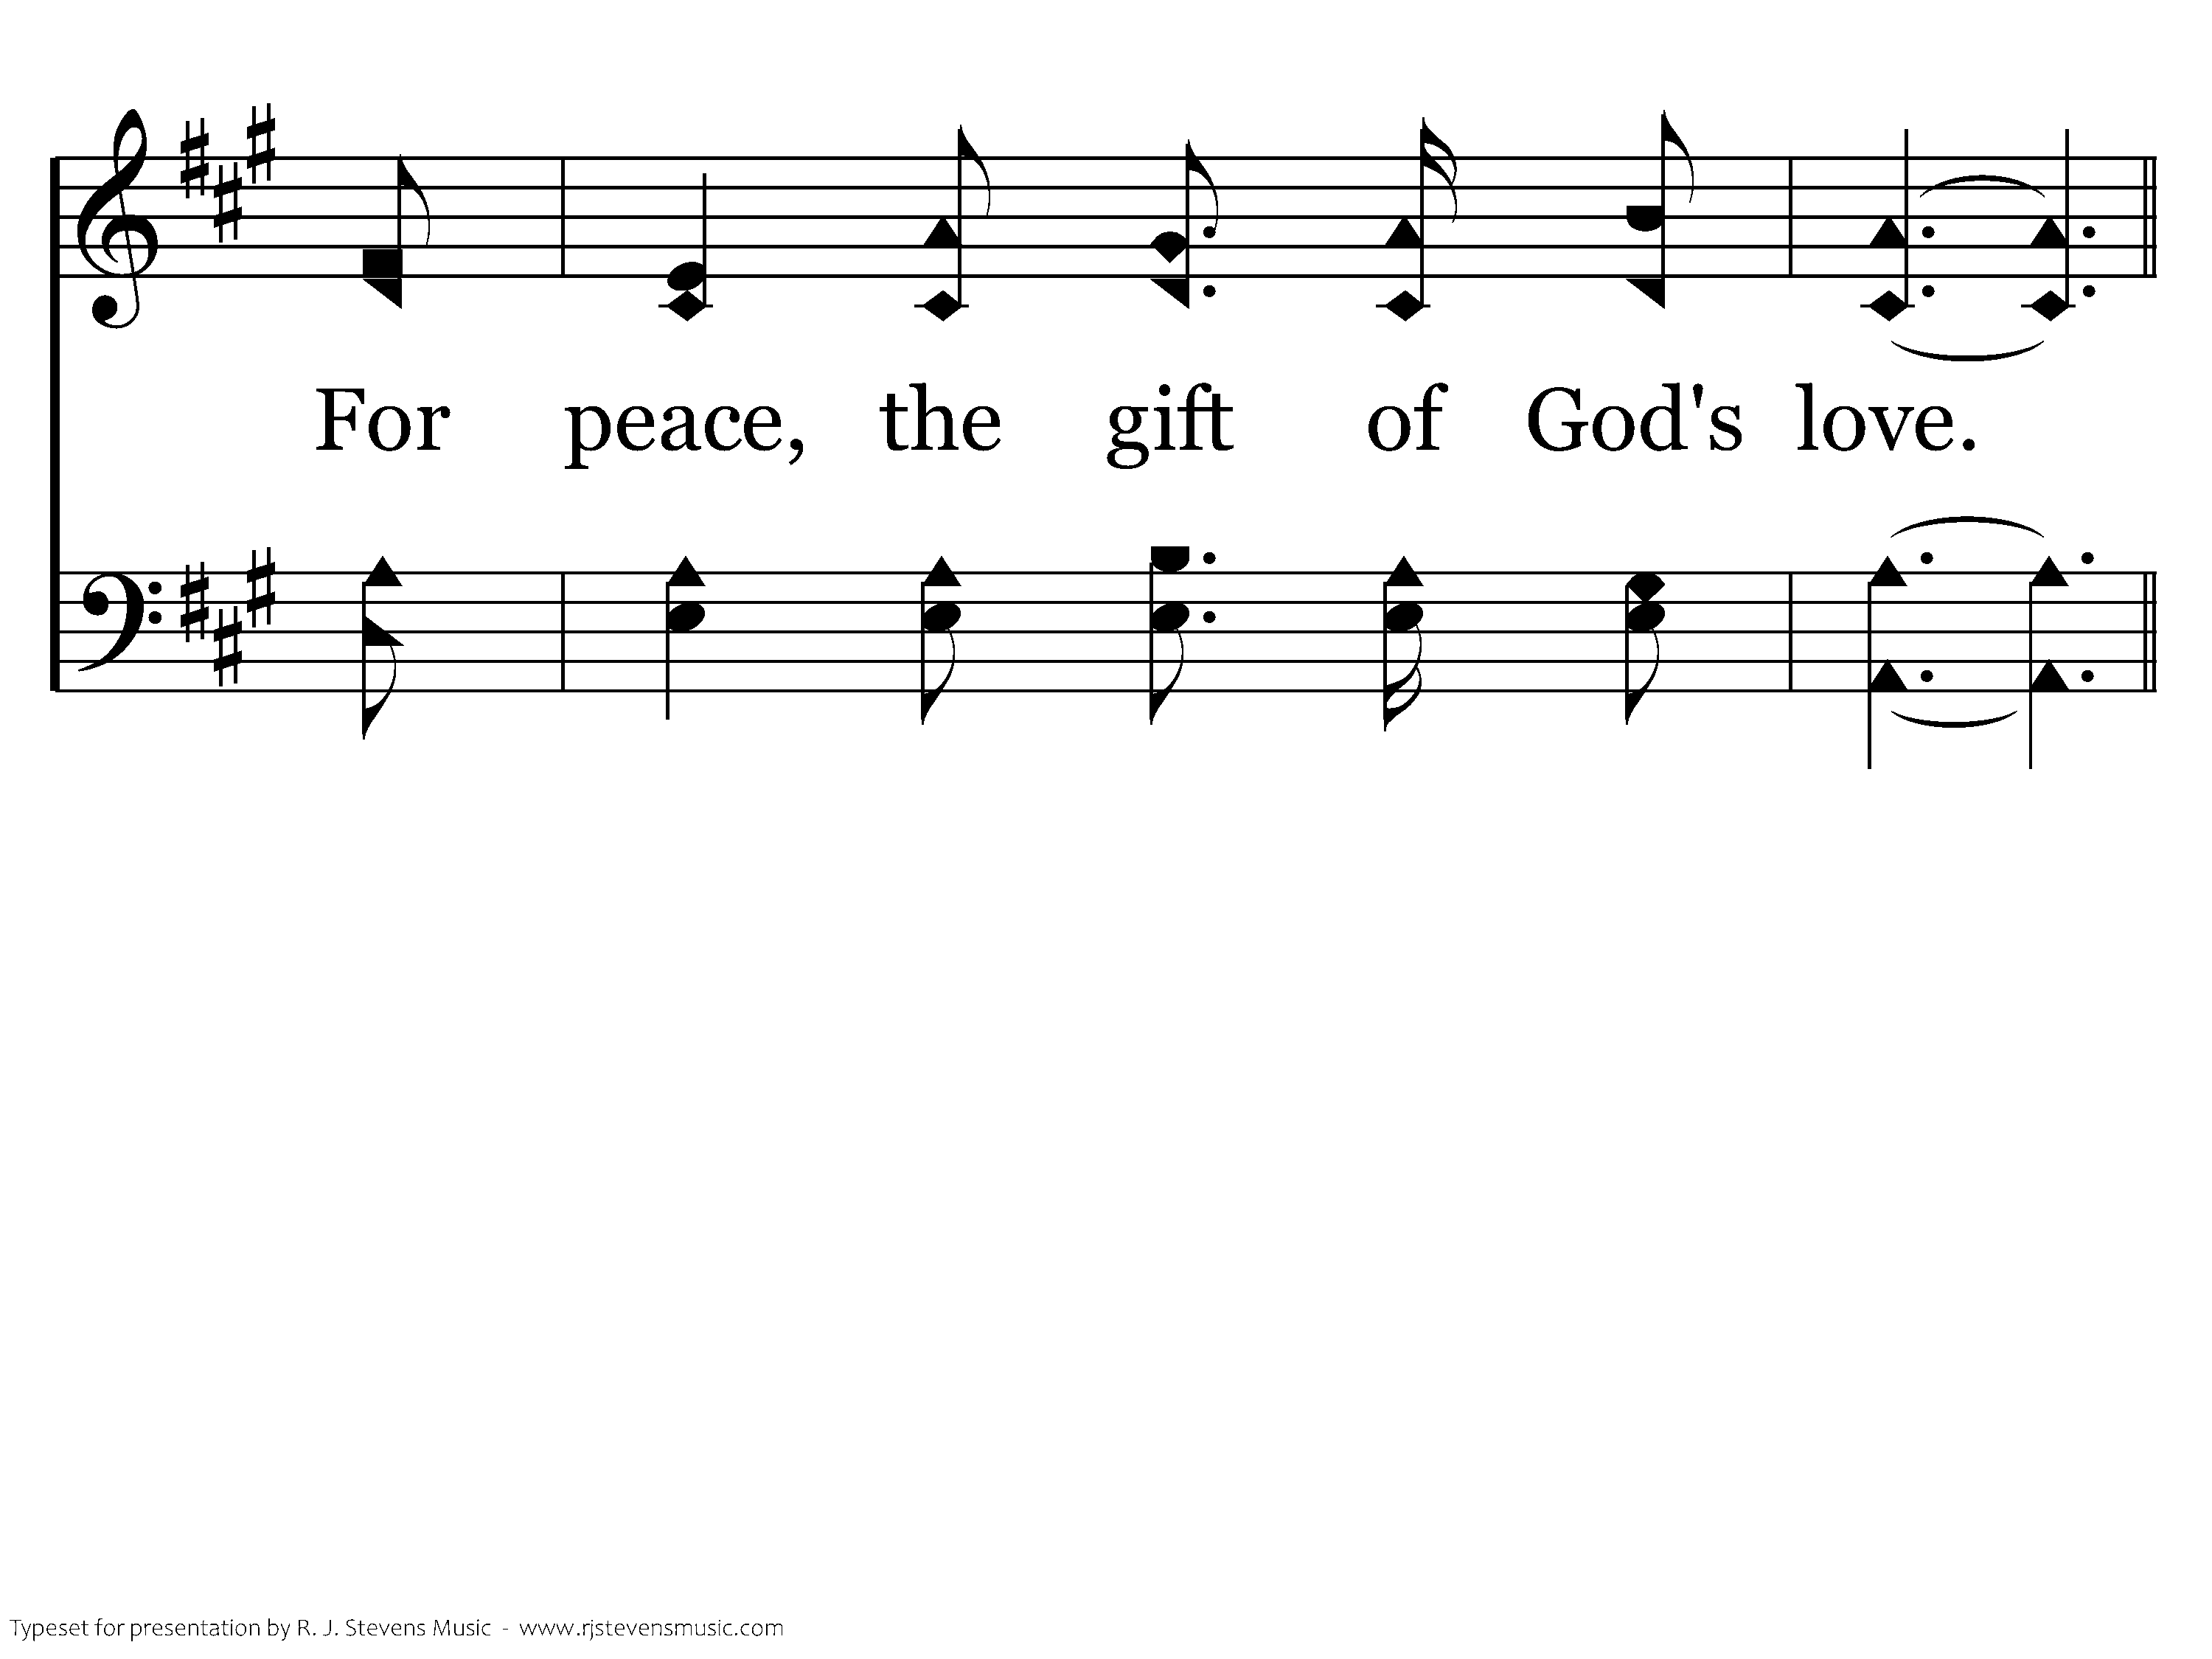 For peace, the gift of God's love.
Typeset for presentation by R. J. Stevens Music - www.rjstevensmusic.com